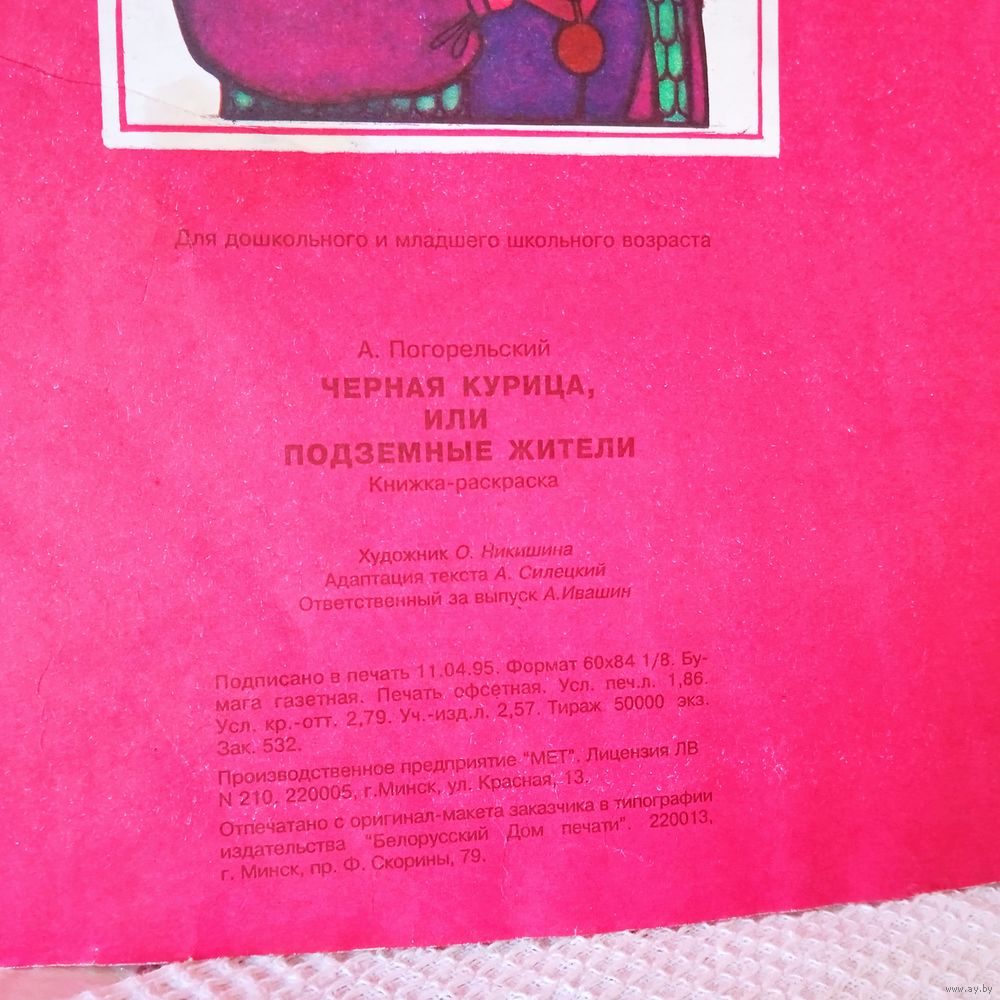 Для дошкольного и младшего школьного возраста
А. Погорельский
ЧЕРНАЯ КУРИЦА,
ИЛИ
ПОДЗЕМНЫЕ ЖИТЕЛИ
Книжка-раскраска
Художник О. Никишина
Адаптация текста А. Силецкий
Ответственный за выпуск А.Ивашин
Подписано в печать 11.04.95. Формат 60х84 1/8. Бу-
мага газетная. Печать офсетная. Усл. печ.л. 1,86.
Усл. кр.-отт. 2,79. Уч.-изд.л. 2,57. Тираж 50000 экз.
Зак. 532.
Производственное предприятие "МЕТ". Лицензия ЛВ
N 210. 220005, г.Минск, ул. Красная, 13.
Отпечатано с оригинал-макета заказчика в типографии
издательства "Белорусский Дом печати". 220013,
г. Минск, пр. Ф. Скорины, 79.
www.ay.by